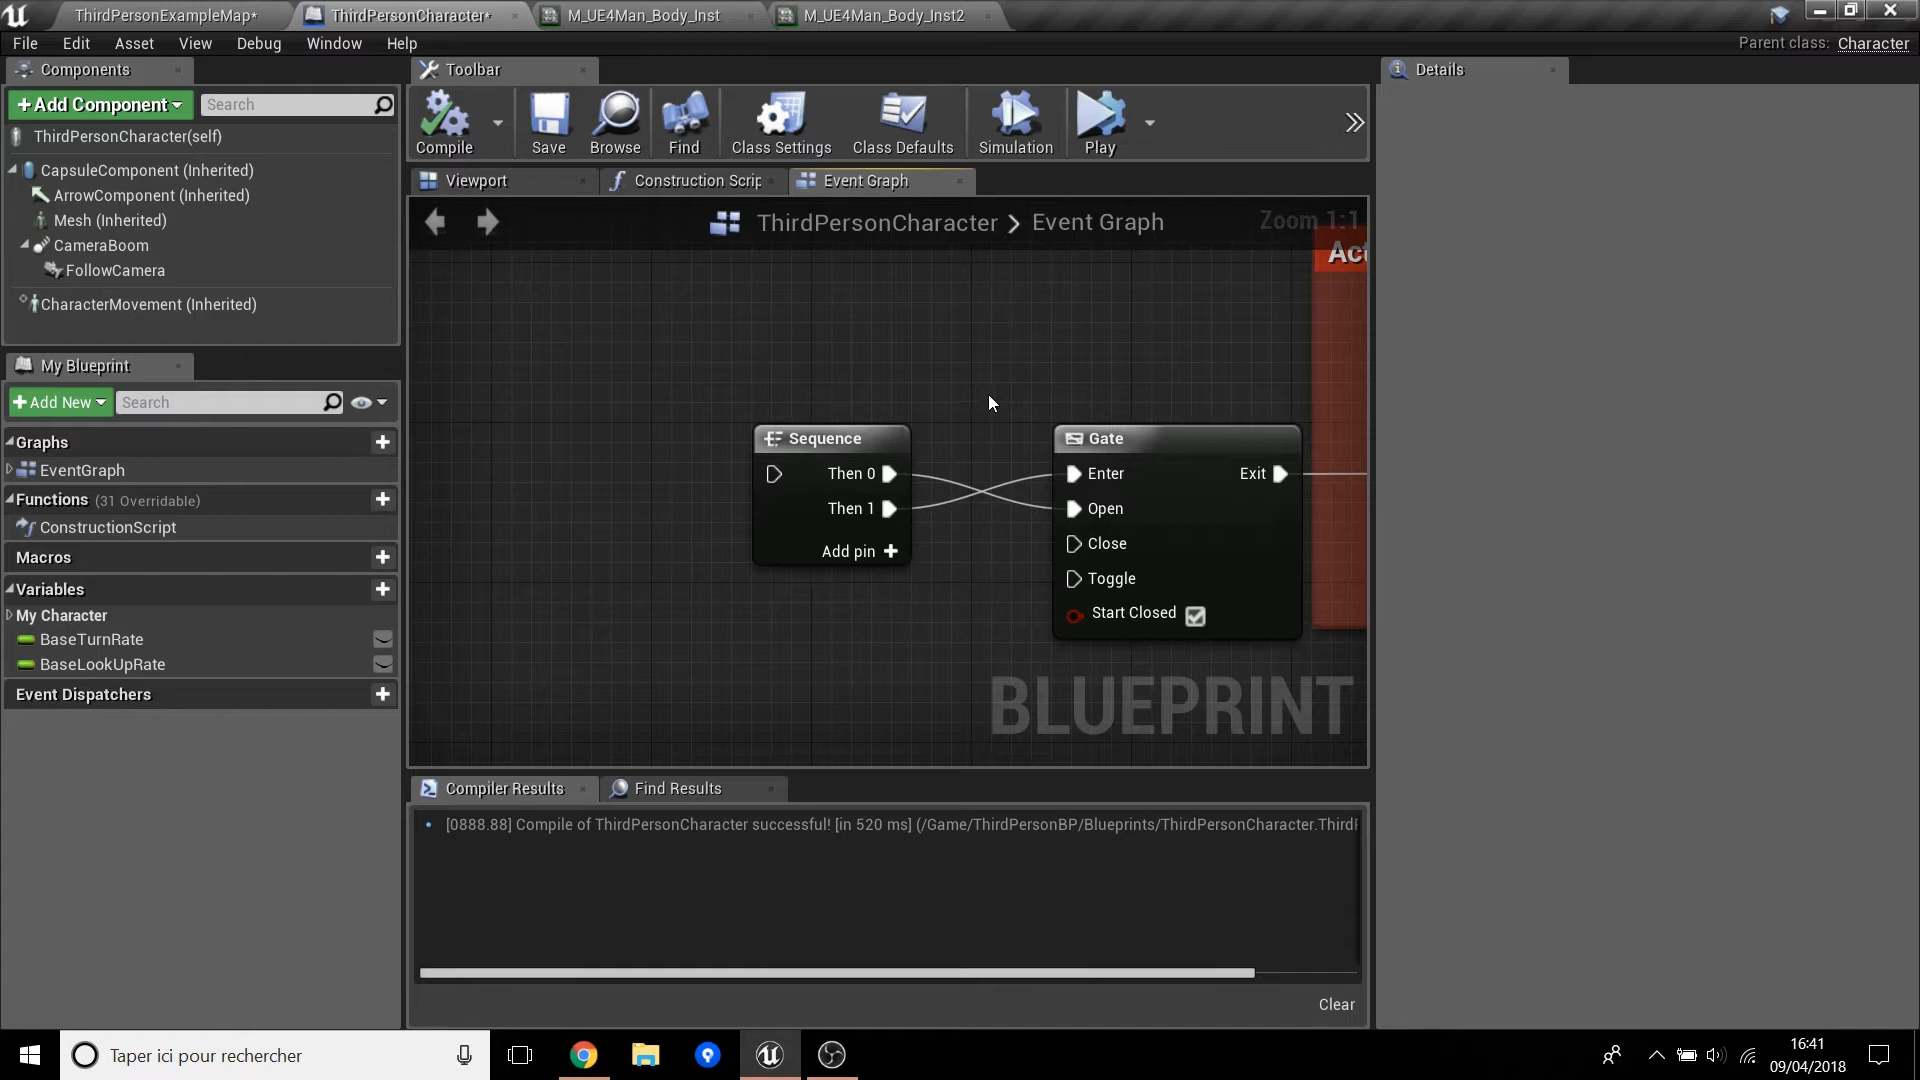 ThirdPersonExampleMap*
ThirdPersonCharacter*
M_UE4Man_Body_Inst
M_UE4Man_Body_Inst2
File Edit Asset View Debug Window Help
Parent class: Character
Components
Toolbar
Details
+Add Component
Search
ThirdPersonCharacter(self)
CapsuleComponent (Inherited)
ArrowComponent (Inherited)
Mesh (Inherited)
CameraBoom
FollowCamera
CharacterMovement (Inherited)
Compile
Save
Browse
Find
Class Settings
Class Defaults
Simulation
Play
Viewport
Construction Scrip
Event Graph
ThirdPersonCharacter > Event Graph
Zoom 1:1
Act
My Blueprint
+Add New
Search
Graphs
EventGraph
Functions (31 Overridable)
ConstructionScript
Macros
Variables
My Character
BaseTurnRate
BaseLookUpRate
Event Dispatchers
Sequence
Then 0
Then 1
Add pin
Gate
Enter
Exit
Open
Close
Toggle
Start Closed
BLUEPRINT
Compiler Results
Find Results
[0888.88] Compile of ThirdPersonCharacter successful! [in 520 ms] (/Game/ThirdPersonBP/Blueprints/ThirdPersonCharacter.Third
Clear
Taper ici pour rechercher
16:41
09/04/2018